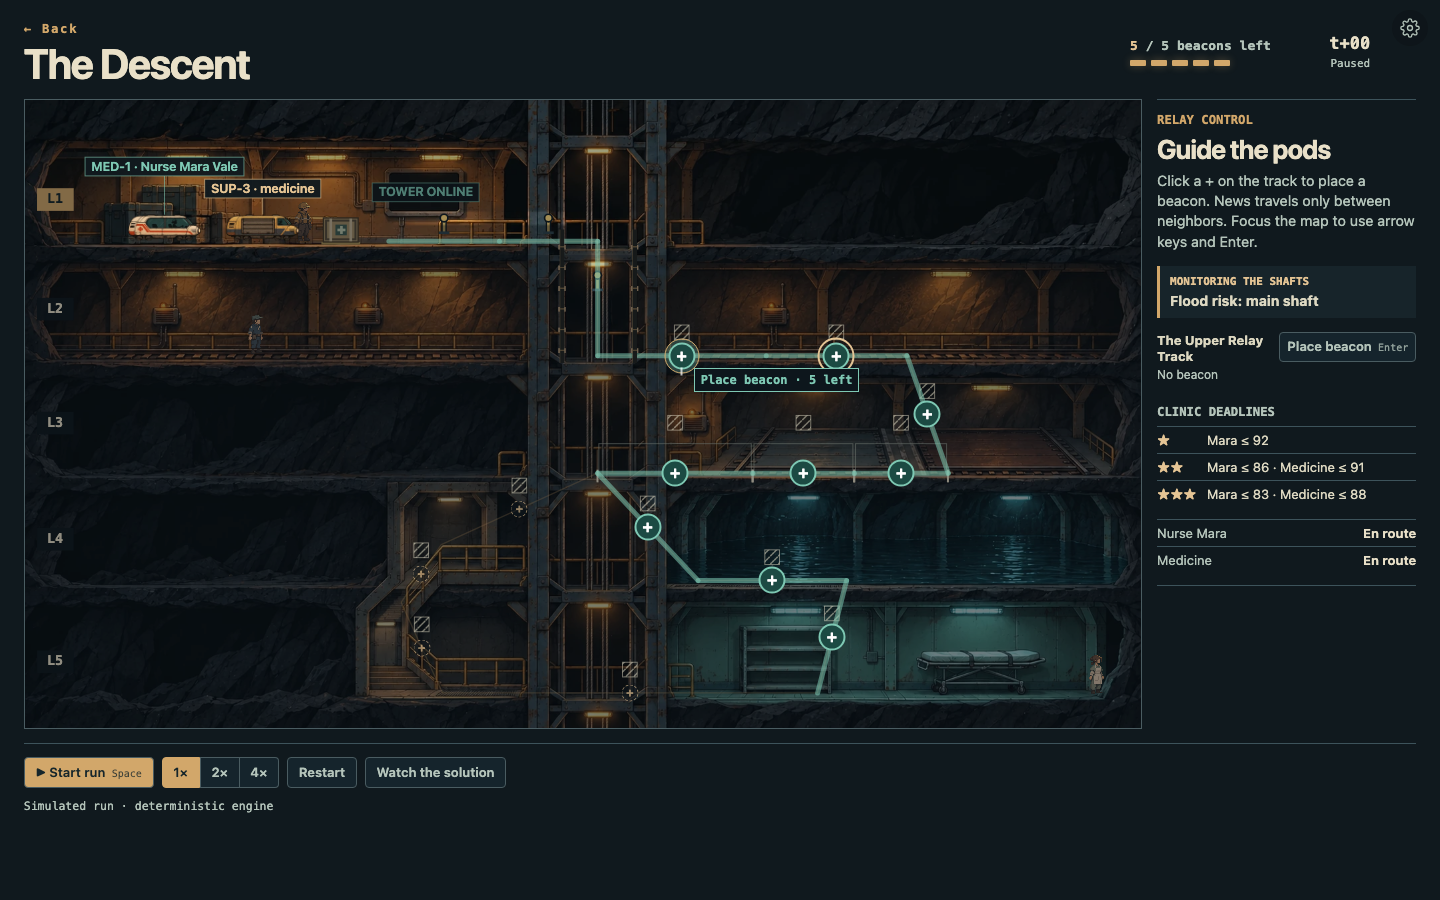 ← Back
The Descent
5 / 5 beacons left
t+00
Paused
MED-1 · Nurse Mara Vale
SUP-3 · medicine
TOWER ONLINE
L1
L2
L3
L4
L5
Place beacon · 5 left
RELAY CONTROL
Guide the pods
Click a + on the track to place a
beacon. News travels only between
neighbors. Focus the map to use arrow
keys and Enter.
MONITORING THE SHAFTS
Flood risk: main shaft
The Upper Relay
Track
No beacon
Place beacon Enter
CLINIC DEADLINES
★ Mara ≤ 92
★★ Mara ≤ 86 · Medicine ≤ 91
★★★ Mara ≤ 83 · Medicine ≤ 88
Nurse Mara En route
Medicine En route
▶ Start run Space
1×
2×
4×
Restart
Watch the solution
Simulated run · deterministic engine